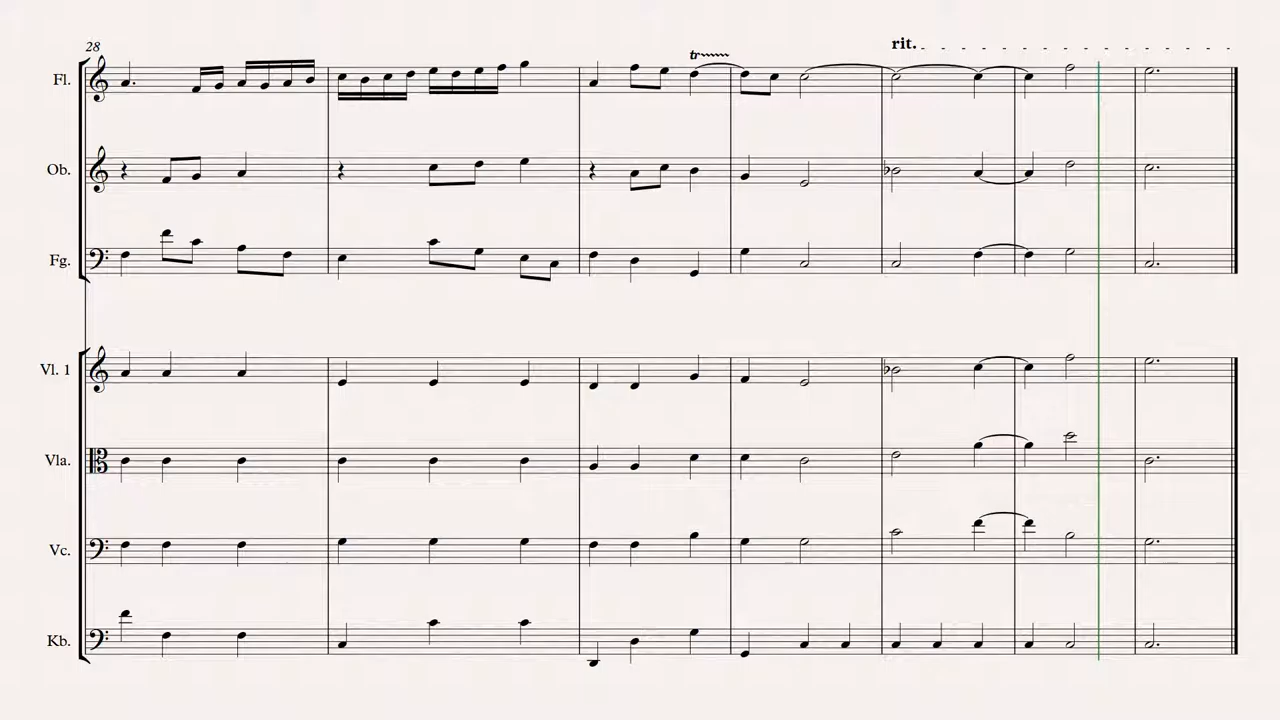 28
rit.
tr
Fl.
Ob.
Fg.
Vl. 1
Vla.
Vc.
Kb.